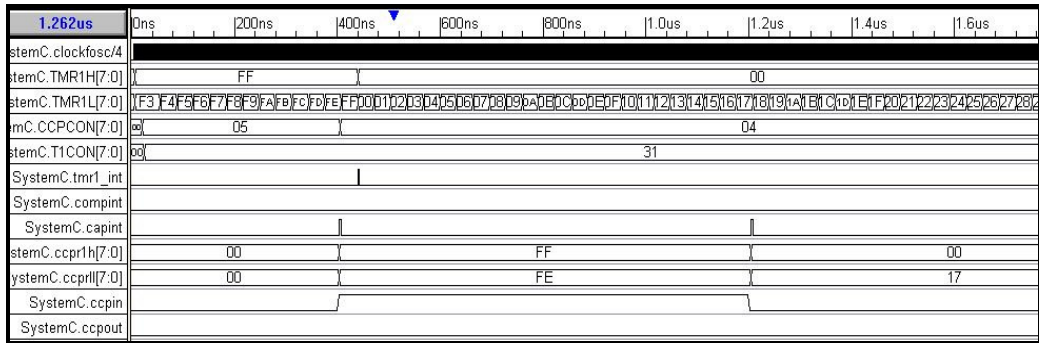 1.262us 0ns 200ns 400ns 600ns 800ns 1.0us 1.2us 1.4us 1.6us
stemC.clockfosc/4
stemC.TMR1H[7:0] FF 00
stemC.TMR1L[7:0] F3 F4 F5 F6 F7 F8 F9 FA FB FC FD FE FF 00 01 02 03 04 05 06 07 08 09 0A 0B 0C 0D 0E 0F 10 11 12 13 14 15 16 17 18 19 1A 1B 1C 1D 1E 1F 20 21 22 23 24 25 26 27 28
emC.CCPCON[7:0] 00 05 04
stemC.T1CON[7:0] 00 31
SystemC.tmr1_int
SystemC.compint
SystemC.capint
stemC.ccpr1h[7:0] 00 FF 00
ystemC.ccprll[7:0] 00 FE 17
SystemC.ccpin
SystemC.ccpout